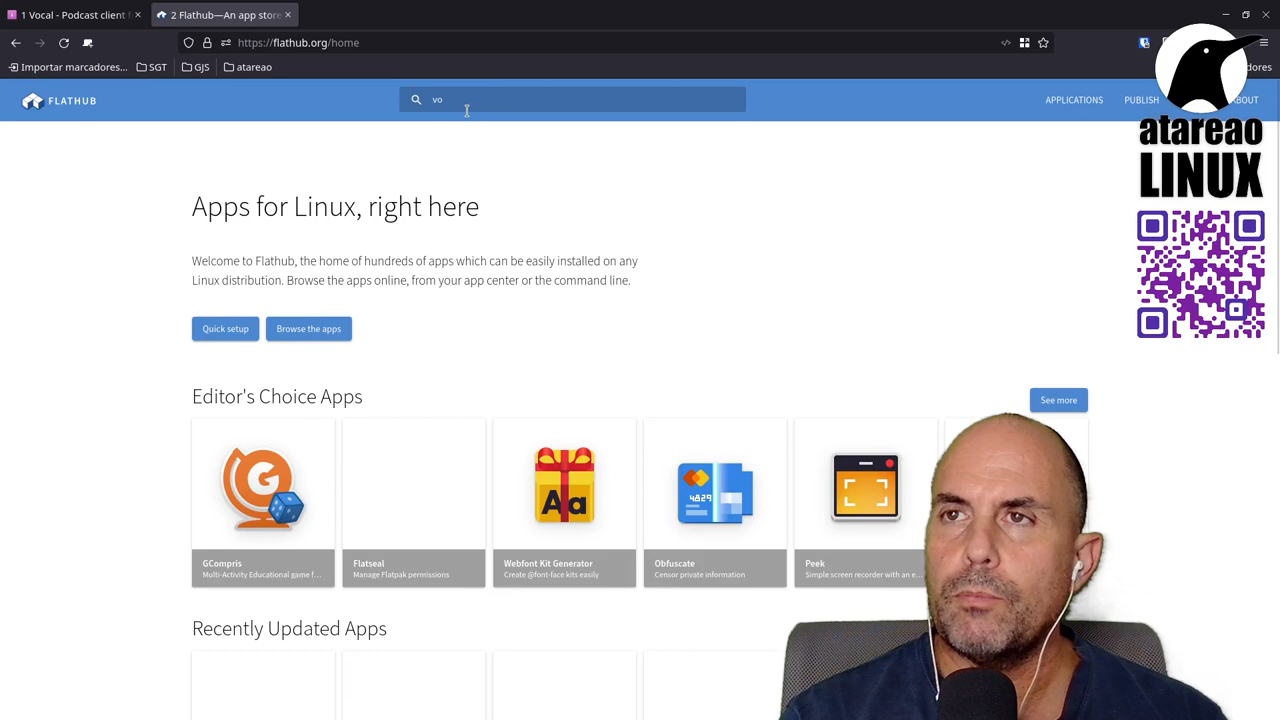 1 Vocal - Podcast client f
2 Flathub—An app store
https://flathub.org/home
Importar marcadores...
SGT
GJS
atareao
dores
FLATHUB
vo
APPLICATIONS
PUBLISH
ABOUT
atareao
LINUX
Apps for Linux, right here
Welcome to Flathub, the home of hundreds of apps which can be easily installed on any
Linux distribution. Browse the apps online, from your app center or the command line.
Quick setup
Browse the apps
Editor's Choice Apps
See more
4829
Aa
GCompris
Multi-Activity Educational game f...
Flatseal
Manage Flatpak permissions
Webfont Kit Generator
Create @font-face kits easily
Obfuscate
Censor private information
Peek
Simple screen recorder with an e...
Recently Updated Apps